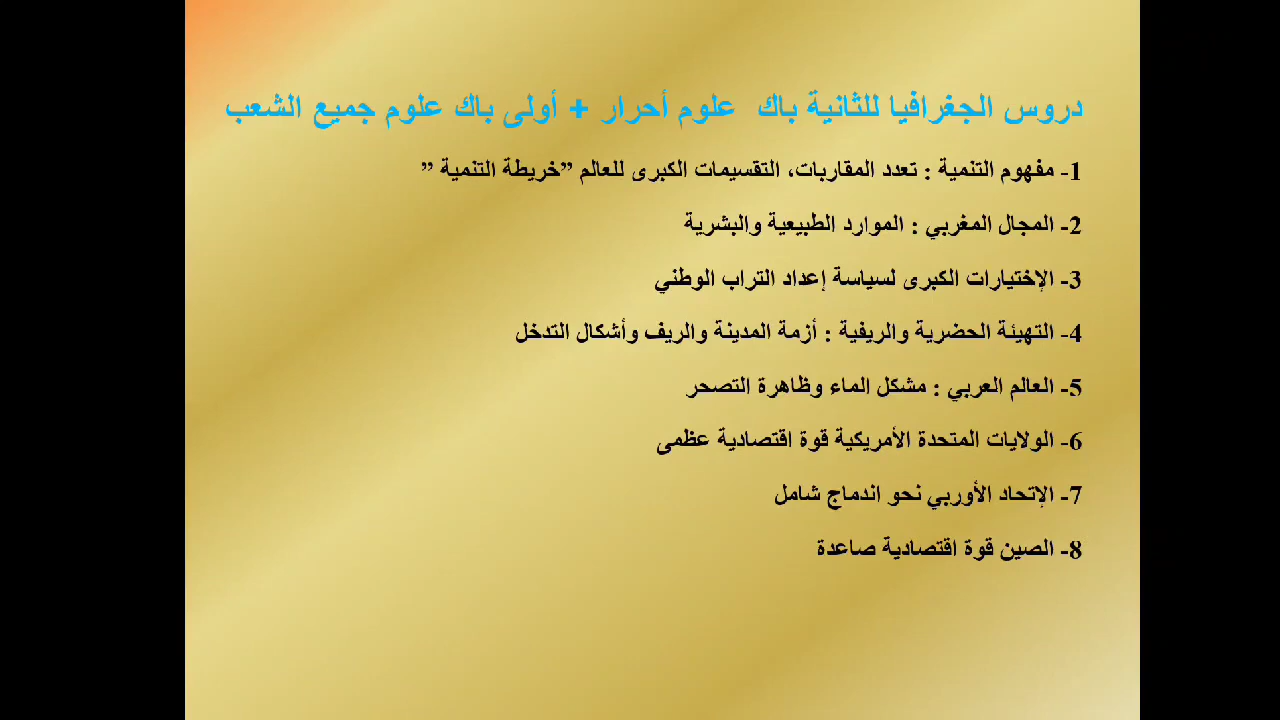 دروس الجغرافيا للثانية باك علوم أحرار + أولى باك علوم جميع الشعب
1- مفهوم التنمية : تعدد المقاربات، التقسيمات الكبرى للعالم ”خريطة التنمية ”
2- المجال المغربي : الموارد الطبيعية والبشرية
3- الإختيارات الكبرى لسياسة إعداد التراب الوطني
4- التهيئة الحضرية والريفية : أزمة المدينة والريف وأشكال التدخل
5- العالم العربي : مشكل الماء وظاهرة التصحر
6- الولايات المتحدة الأمريكية قوة اقتصادية عظمى
7- الإتحاد الأوربي نحو اندماج شامل
8- الصين قوة اقتصادية صاعدة